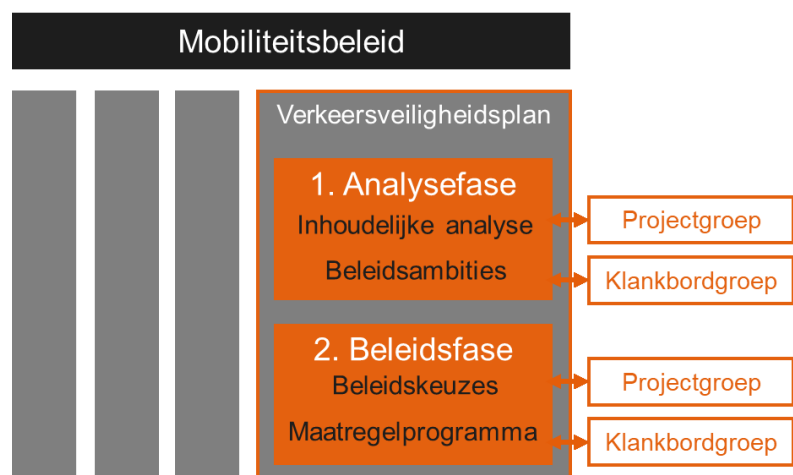 Mobiliteitsbeleid
Verkeersveiligheidsplan
1. Analysefase
Inhoudelijke analyse
Projectgroep
Beleidsambities
Klankbordgroep
2. Beleidsfase
Beleidskeuzes
Projectgroep
Maatregelprogramma
Klankbordgroep